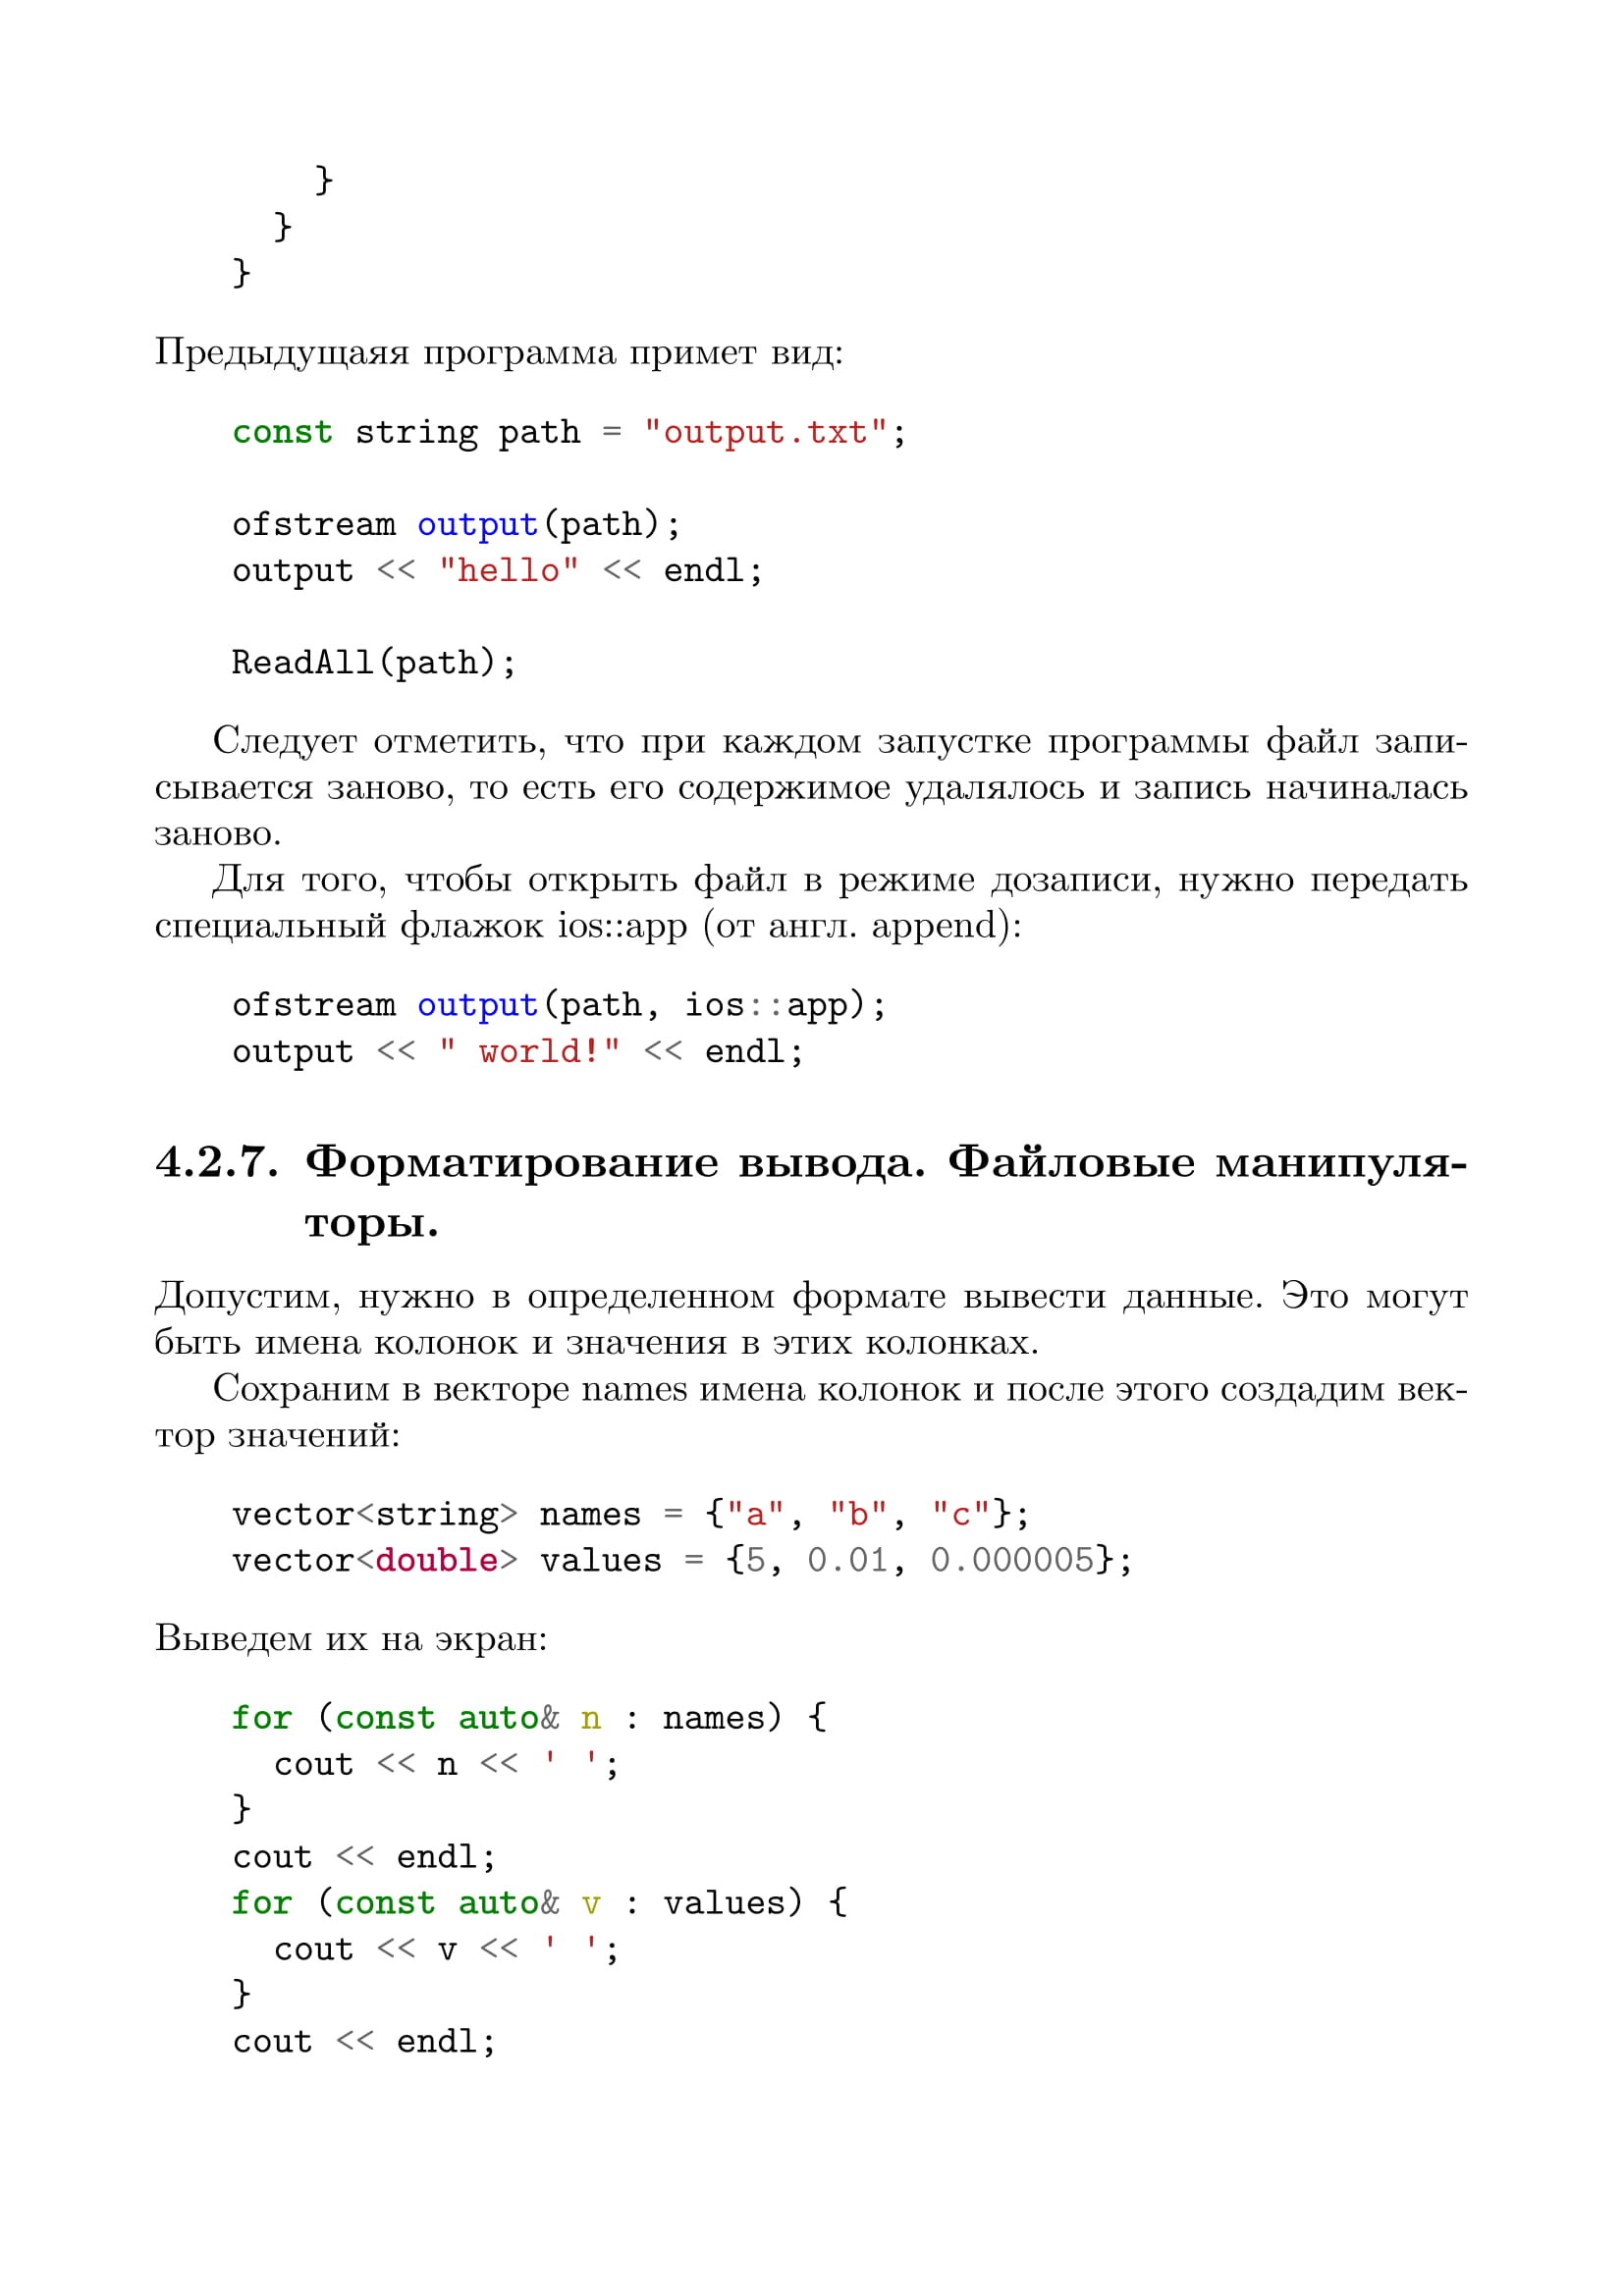 }
  }
}
Предыдущаяя программа примет вид:
const string path = "output.txt";
ofstream output(path);
output << "hello" << endl;
ReadAll(path);
Следует отметить, что при каждом запустке программы файл запи-
сывается заново, то есть его содержимое удалялось и запись начиналась
заново.
Для того, чтобы открыть файл в режиме дозаписи, нужно передать
специальный флажок ios::app (от англ. append):
ofstream output(path, ios::app);
output << " world!" << endl;
4.2.7. Форматирование вывода. Файловые манипуля-
торы.
Допустим, нужно в определенном формате вывести данные. Это могут
быть имена колонок и значения в этих колонках.
Сохраним в векторе names имена колонок и после этого создадим век-
тор значений:
vector<string> names = {"a", "b", "c"};
vector<double> values = {5, 0.01, 0.000005};
Выведем их на экран:
for (const auto& n : names) {
  cout << n << ' ';
}
cout << endl;
for (const auto& v : values) {
  cout << v << ' ';
}
cout << endl;